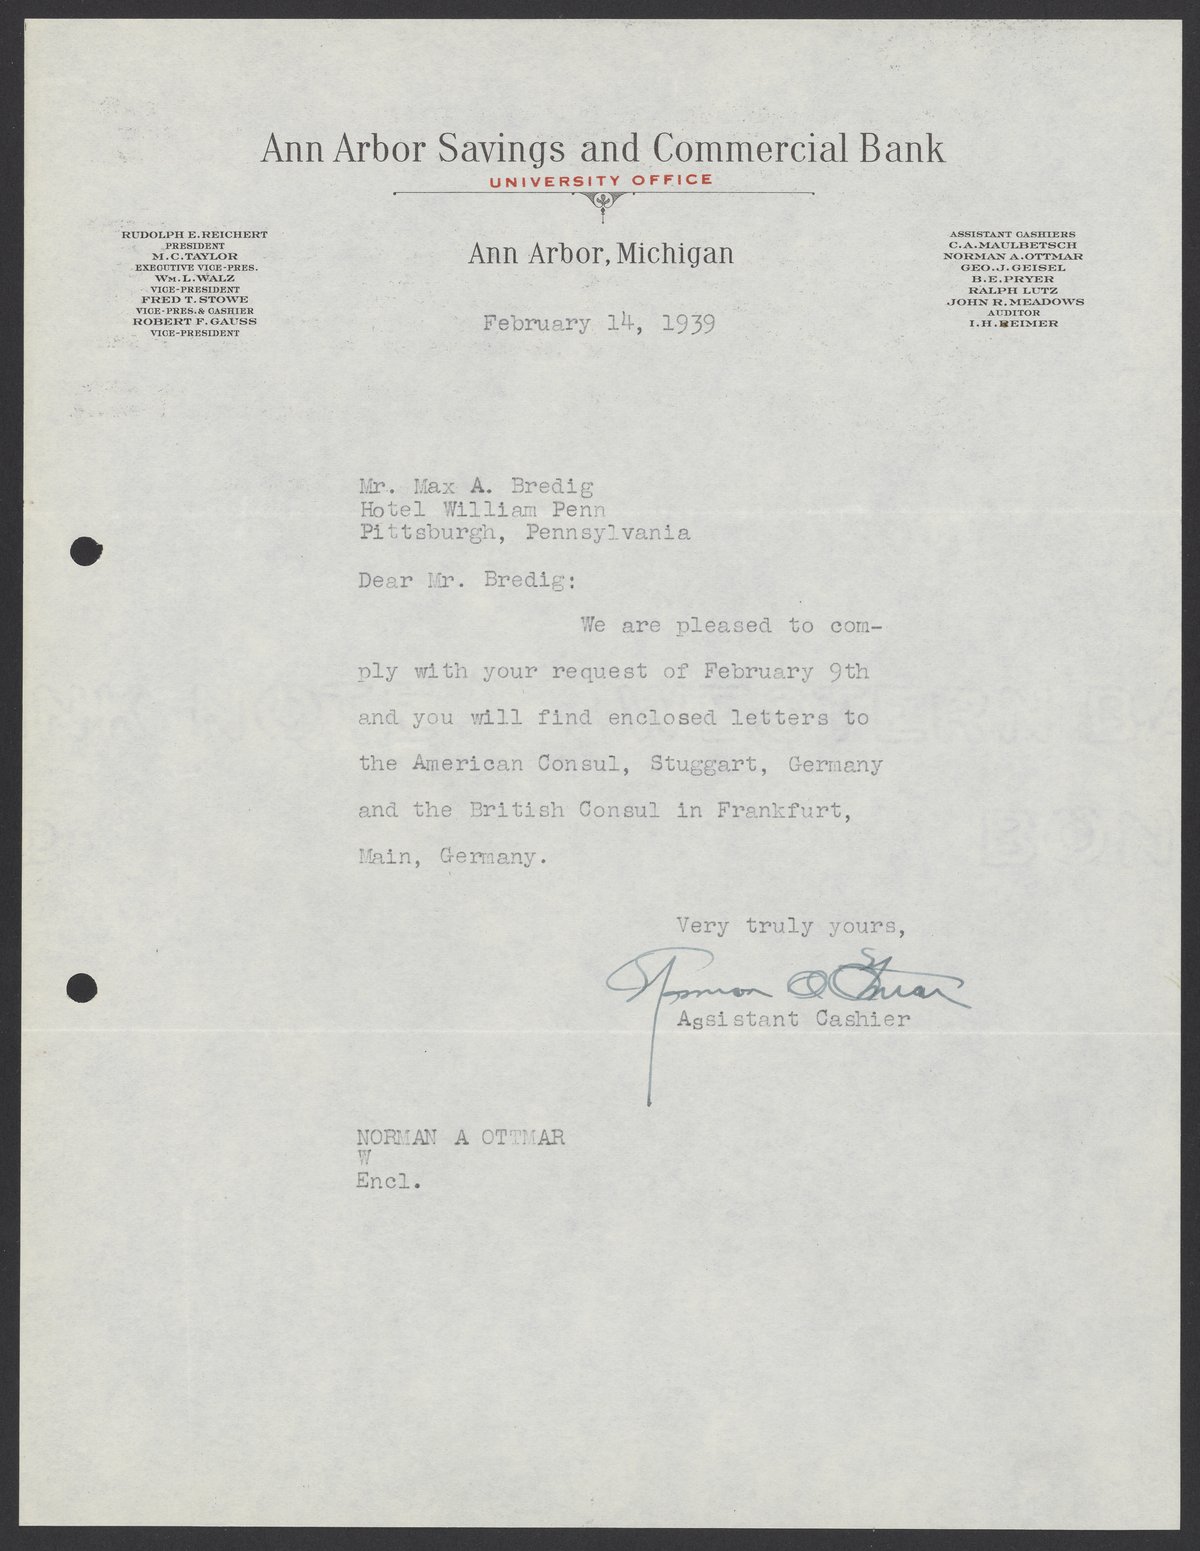 Ann Arbor Savings and Commercial Bank
UNIVERSITY OFFICE
Ann Arbor, Michigan
RUDOLPH E. REICHERT
PRESIDENT
M. C. TAYLOR
EXECUTIVE VICE-PRES.
WM. L. WALZ
VICE-PRESIDENT
FRED T. STOWE
VICE-PRES. & CASHIER
ROBERT F. GAUSS
VICE-PRESIDENT
ASSISTANT CASHIERS
C. A. MAULBETSCH
NORMAN A. OTTMAR
GEO. J. GEISEL
B. E. PRYER
RALPH LUTZ
JOHN R. MEADOWS
AUDITOR
I. H. REIMER
February 14, 1939
Mr. Max A. Bredig
Hotel William Penn
Pittsburgh, Pennsylvania
Dear Mr. Bredig:
We are pleased to com-
ply with your request of February 9th
and you will find enclosed letters to
the American Consul, Stuggart, Germany
and the British Consul in Frankfurt,
Main, Germany.
Very truly yours,
Norman A Ottmar
Assistant Cashier
NORMAN A OTTMAR
W
Encl.